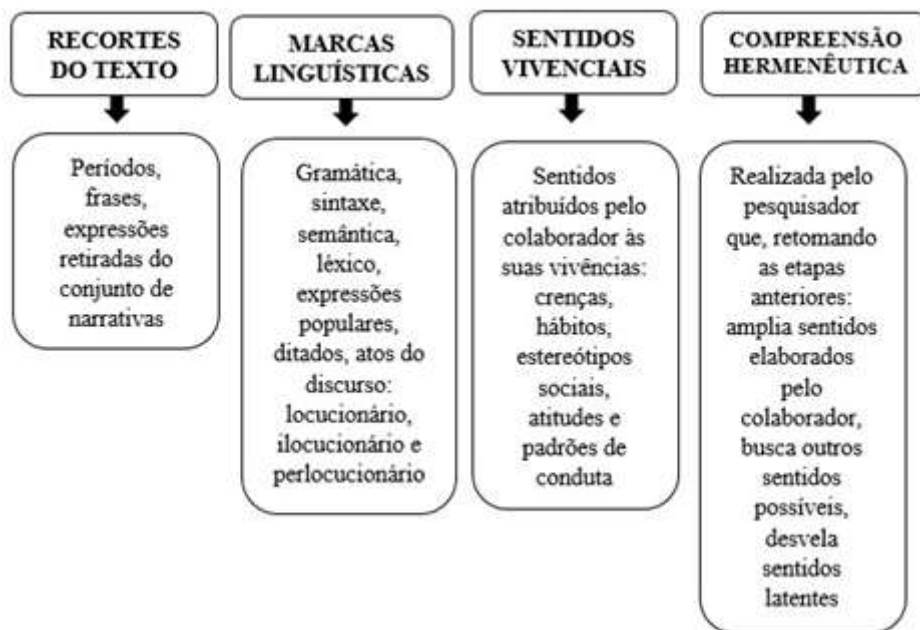 RECORTES
DO TEXTO
Períodos,
frases,
expressões
retiradas do
conjunto de
narrativas
MARCAS
LINGUÍSTICAS
Gramática,
sintaxe,
semântica,
léxico,
expressões
populares,
ditados, atos do
discurso:
locucionário,
ilocucionário e
perlocucionário
SENTIDOS
VIVENCIAIS
Sentidos
atribuídos pelo
colaborador às
suas vivências:
crenças,
hábitos,
estereótipos
sociais,
atitudes e
padrões de
conduta
COMPREENSÃO
HERMENÊUTICA
Realizada pelo
pesquisador
que, retomando
as etapas
anteriores:
amplia sentidos
elaborados
pelo
colaborador,
busca outros
sentidos
possíveis,
desvela
sentidos
latentes